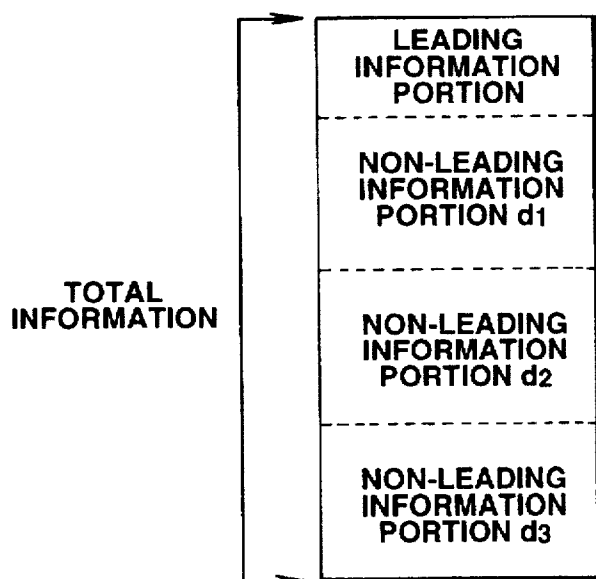 LEADING
INFORMATION
PORTION
NON-LEADING
INFORMATION
PORTION d1
TOTAL
INFORMATION
NON-LEADING
INFORMATION
PORTION d2
NON-LEADING
INFORMATION
PORTION d3